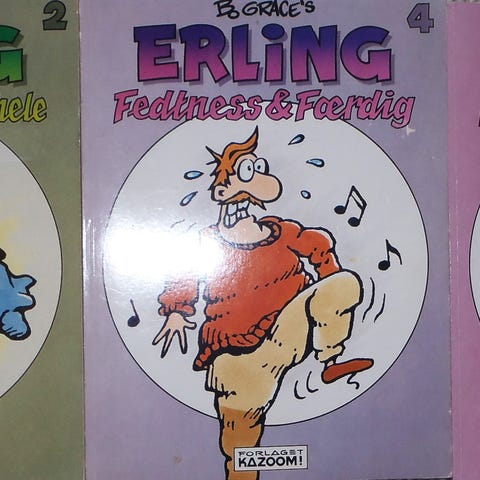 2
G
BO GRACE'S
4
ERLING
Fedtness & Færdig
FORLAGET
KAZOOM!